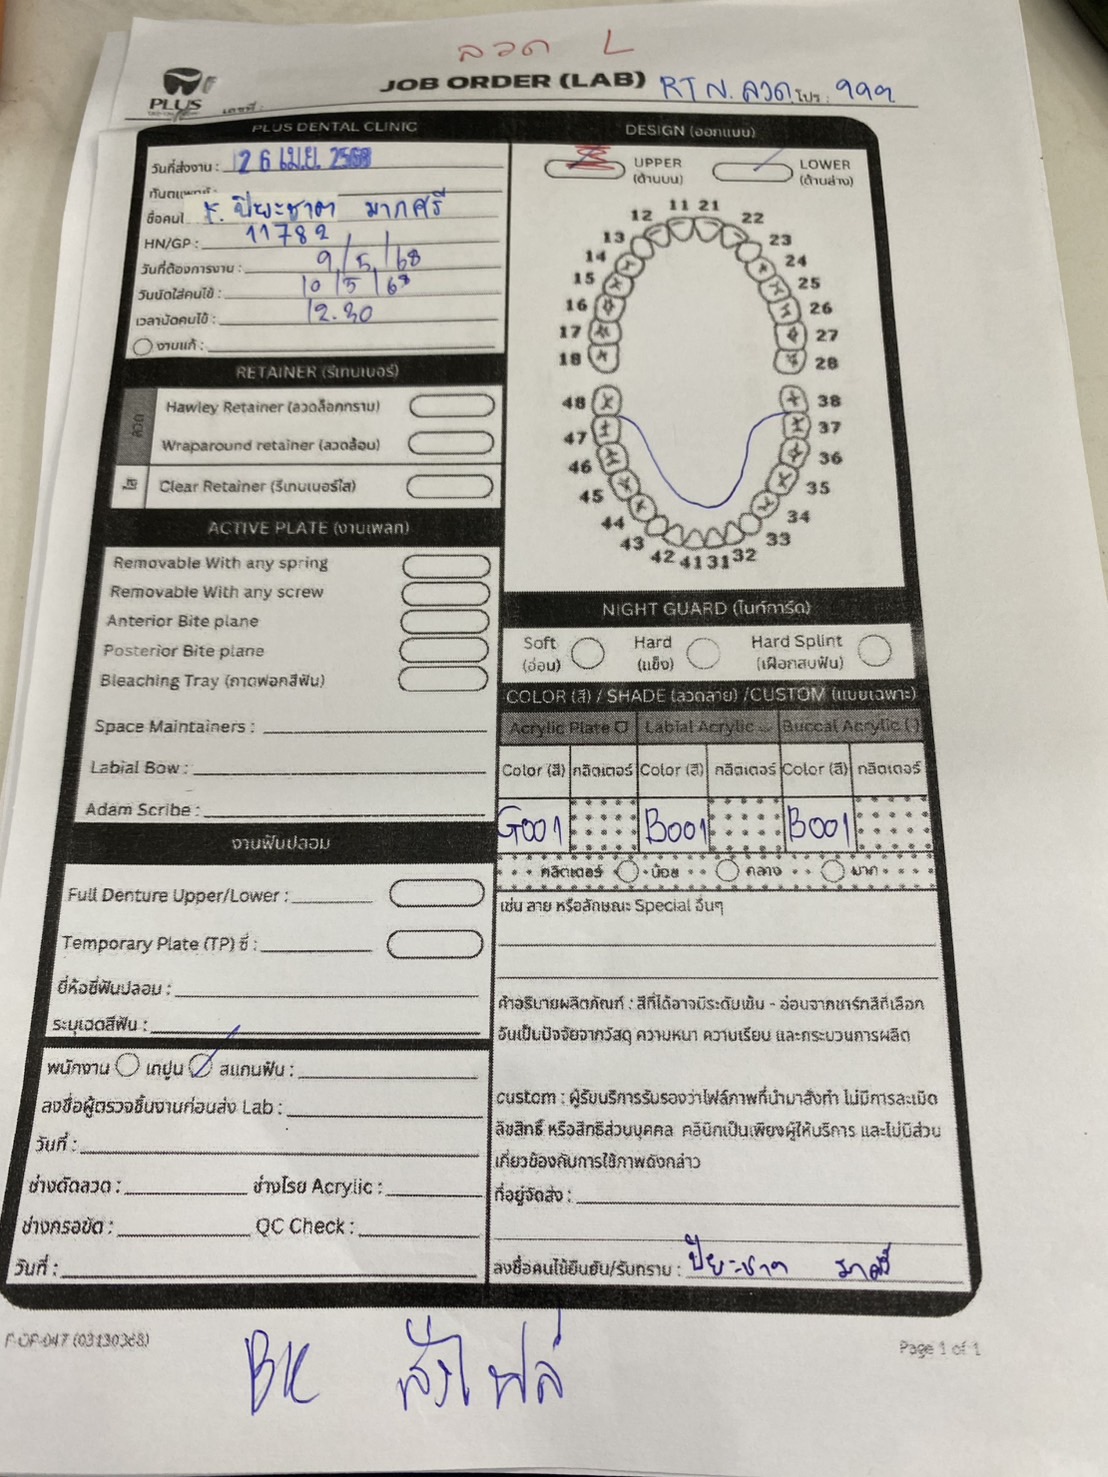 ลวด L
JOB ORDER (LAB) RT น. ลวด โปร : 999
PLUS
เลขที่ :
PLUS DENTAL CLINIC
วันที่ส่งงาน : 26 เม.ย. 2568
ทันตแพทย์ :
ชื่อคนไ ปิยะชาติ มากศรี
HN/GP : 11782
วันที่ต้องการงาน : 9/5/68
วันนัดใส่คนไข้ : 10/5/68
เวลานัดคนไข้ : 12.30
งานแก้ :
RETAINER (รีเทนเนอร์)
ลวด
Hawley Retainer (ลวดล็อกกราม)
Wraparound retainer (ลวดล้อม)
ใส
Clear Retainer (รีเทนเนอร์ใส)
ACTIVE PLATE (งานเพลท)
Removable With any spring
Removable With any screw
Anterior Bite plane
Posterior Bite plane
Bleaching Tray (ถาดฟอกสีฟัน)
Space Maintainers :
Labial Bow :
Adam Scribe :
งานฟันปลอม
Full Denture Upper/Lower :
Temporary Plate (TP) ซี่ :
ยี่ห้อซี่ฟันปลอม :
ระบุเฉดสีฟัน :
พนักงาน เทปูน สแกนฟัน :
ลงชื่อผู้ตรวจชิ้นงานก่อนส่ง Lab :
วันที่ :
ช่างดัดลวด : ช่างโรย Acrylic :
ช่างกรอขัด : QC Check :
วันที่ :
DESIGN (ออกแบบ)
UPPER LOWER
(ด้านบน) (ด้านล่าง)
11 21
12 22
13 23
14 24
15 25
16 26
17 27
18 28
48 38
47 37
46 36
45 35
44 34
43 33
42 41 31 32
NIGHT GUARD (ไนท์การ์ด)
Soft Hard Hard Splint
(อ่อน) (แข็ง) (เฝือกสบฟัน)
COLOR (สี) / SHADE (ลวดลาย) /CUSTOM (แบบเฉพาะ)
Acrylic Plate Labial Acrylic Buccal Acrylic ( )
Color (สี) กลิตเตอร์ Color (สี) กลิตเตอร์ Color (สี) กลิตเตอร์
G001 B001 B001
กลิตเตอร์ น้อย กลาง มาก
เช่น ลาย หรือลักษณะ Special อื่นๆ
คำอธิบายผลิตภัณฑ์ : สีที่ได้อาจมีระดับเข้ม - อ่อนจากชาร์ทสีที่เลือก
อันเป็นปัจจัยจากวัสดุ ความหนา ความเรียบ และกระบวนการผลิต
custom : ผู้รับบริการรับรองว่าไฟล์ภาพที่นำมาสั่งทำ ไม่มีการละเมิด
ลิขสิทธิ์ หรือสิทธิส่วนบุคคล คลินิกเป็นเพียงผู้ให้บริการ และไม่มีส่วน
เกี่ยวข้องกับการใช้ภาพดังกล่าว
ที่อยู่จัดส่ง :
ลงชื่อคนไข้ยืนยัน/รับทราบ : ปิยะชาติ มากศรี
F-OP-047 (03130368)
Page 1 of 1
BK ส่งไฟล์